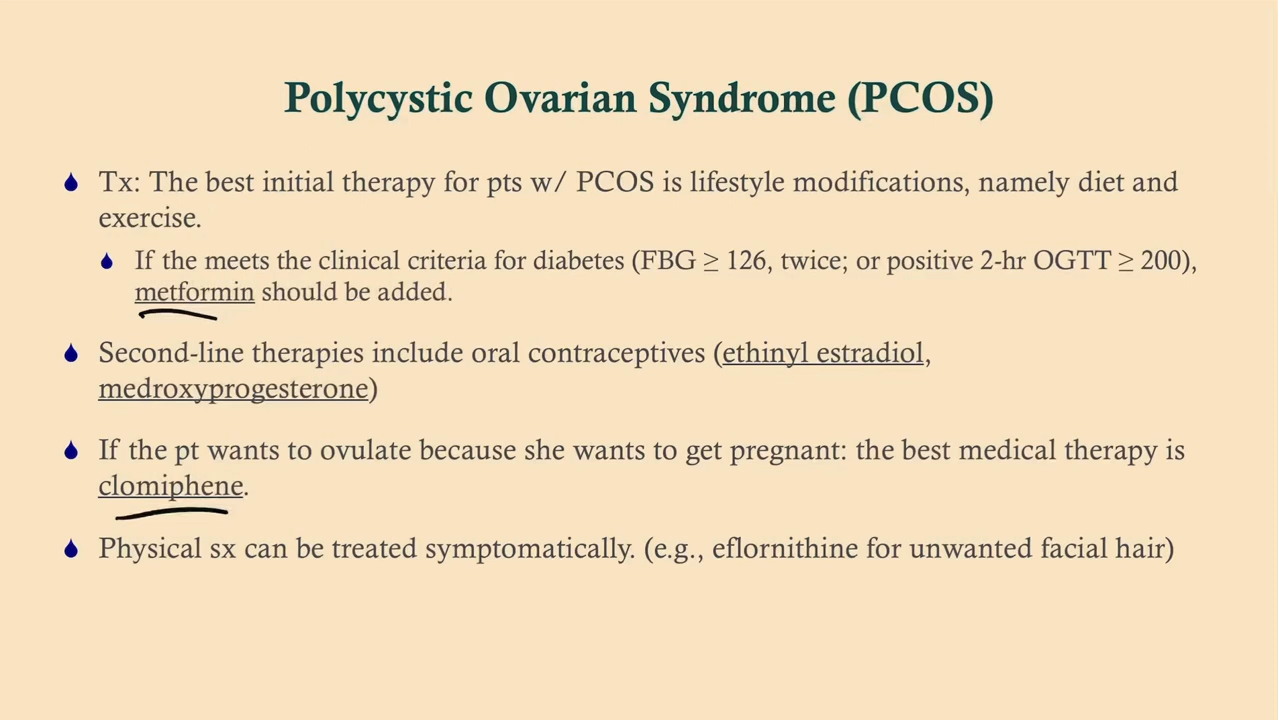 Polycystic Ovarian Syndrome (PCOS)
Tx: The best initial therapy for pts w/ PCOS is lifestyle modifications, namely diet and
exercise.
If the meets the clinical criteria for diabetes (FBG ≥ 126, twice; or positive 2-hr OGTT ≥ 200),
metformin should be added.
Second-line therapies include oral contraceptives (ethinyl estradiol,
medroxyprogesterone)
If the pt wants to ovulate because she wants to get pregnant: the best medical therapy is
clomiphene.
Physical sx can be treated symptomatically. (e.g., eflornithine for unwanted facial hair)